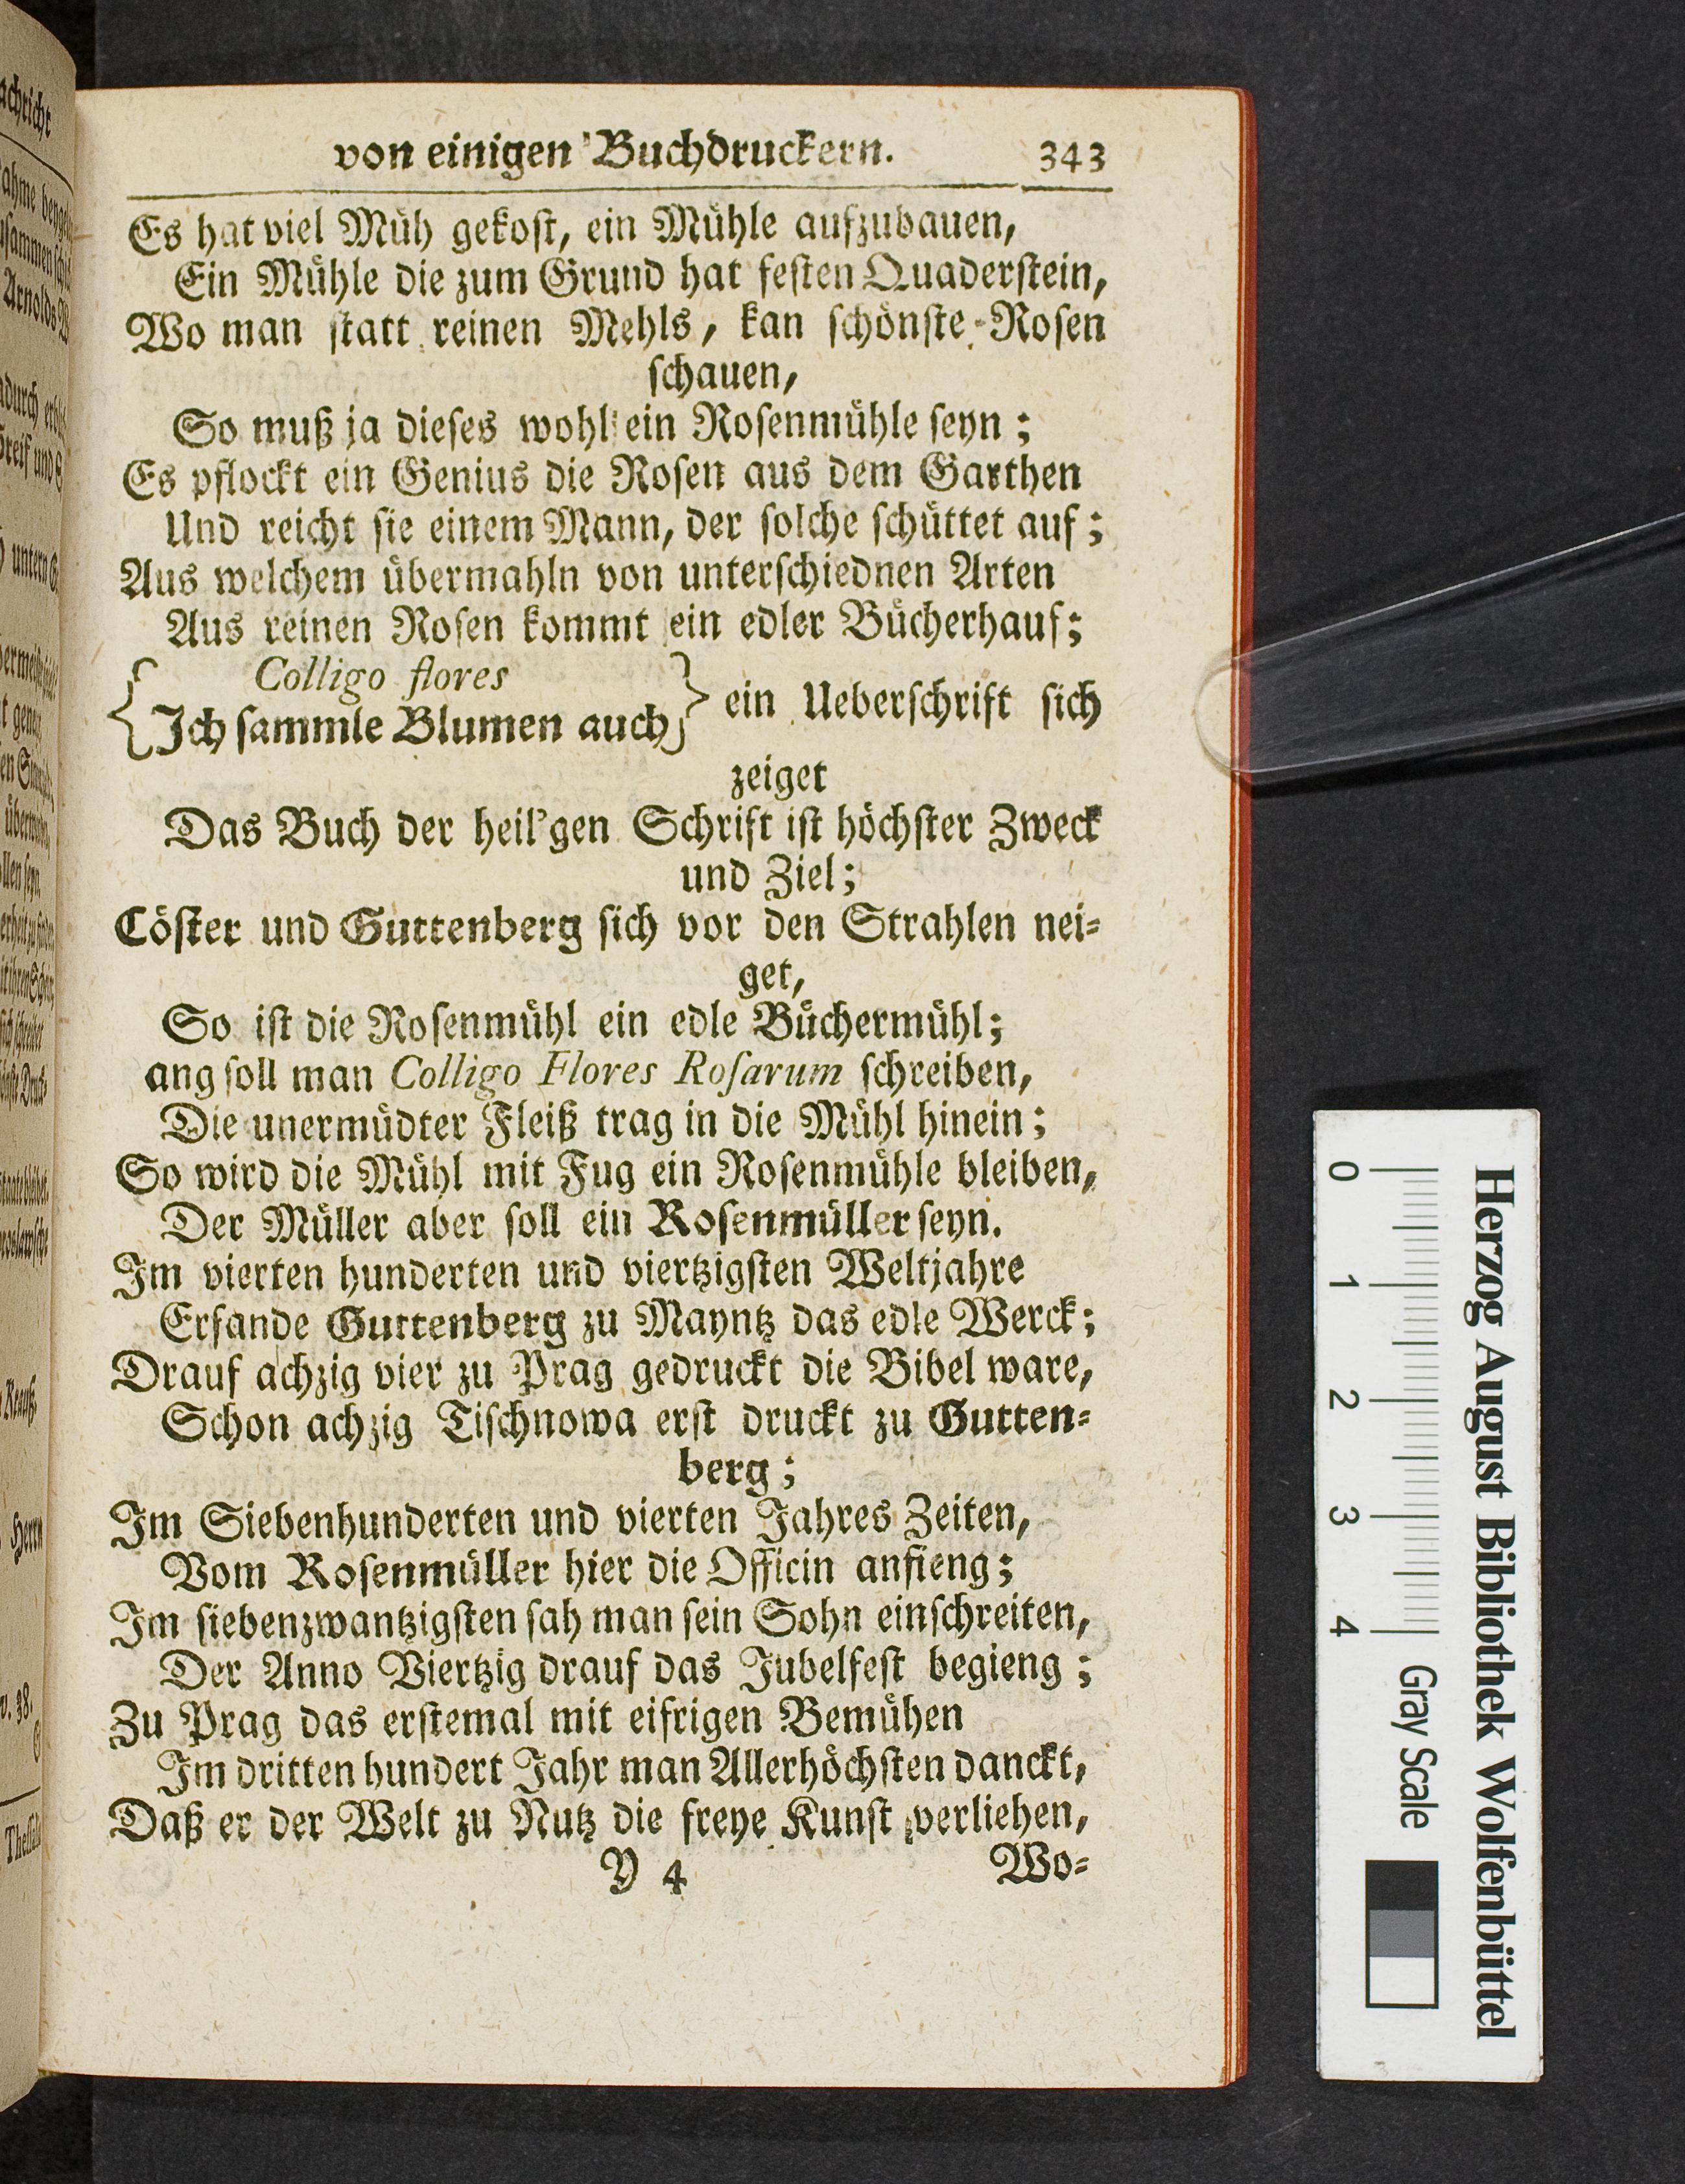 von einigen Buchdruckern. 343
Es hat viel Müh gekost, ein Mühle aufzubauen,
Ein Mühle die zum Grund hat festen Quaderstein,
Wo man statt reinen Mehls, kan schönste Rosen
schauen,
So muß ja dieses wohl ein Rosenmühle seyn;
Es pflockt ein Genius die Rosen aus dem Garthen
Und reicht sie einem Mann, der solche schüttet auf;
Aus welchem übermahln von unterschiednen Arten
Aus reinen Rosen kommt ein edler Bücherhauf;
Colligo flores
Ich sammle Blumen auch
ein Ueberschrift sich
zeiget
Das Buch der heil'gen Schrift ist höchster Zweck
und Ziel;
Cöster und Guttenberg sich vor den Strahlen nei-
get,
So ist die Rosenmühl ein edle Büchermühl;
ang soll man Colligo Flores Rosarum schreiben,
Die unermüdter Fleiß trag in die Mühl hinein;
So wird die Mühl mit Fug ein Rosenmühle bleiben,
Der Müller aber soll ein Rosenmüller seyn.
Im vierten hunderten und viertzigsten Weltjahre
Erfande Guttenberg zu Mayntz das edle Werck;
Drauf achzig vier zu Prag gedruckt die Bibel ware,
Schon achzig Tischnowa erst druckt zu Gutten-
berg;
Im Siebenhunderten und vierten Jahres Zeiten,
Vom Rosenmüller hier die Officin anfieng;
Im siebenzwantzigsten sah man sein Sohn einschreiten,
Der Anno Viertzig drauf das Jubelfest begieng;
Zu Prag das erstemal mit eifrigen Bemühen
Im dritten hundert Jahr man Allerhöchsten danckt,
Daß er der Welt zu Nutz die freye Kunst verliehen,
Y 4 Wo-
Herzog August Bibliothek Wolfenbüttel
0 1 2 3 4 Gray Scale